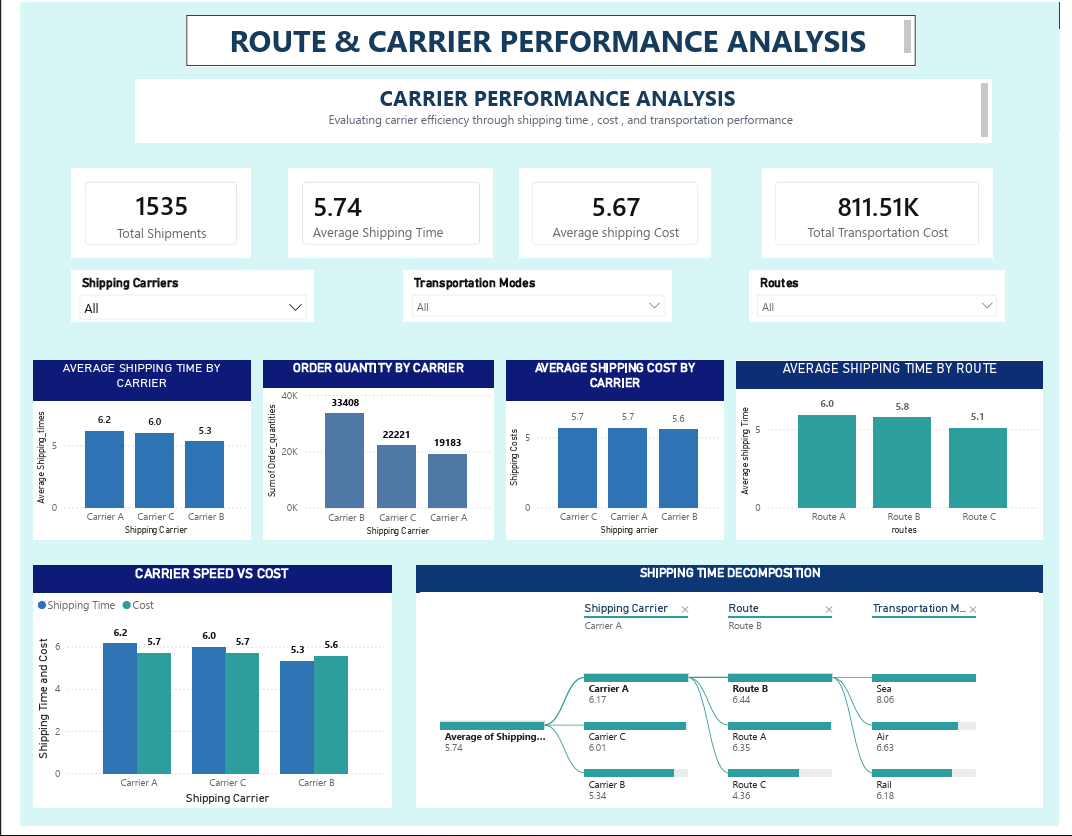 ROUTE & CARRIER PERFORMANCE ANALYSIS
CARRIER PERFORMANCE ANALYSIS
Evaluating carrier efficiency through shipping time , cost , and transportation performance
1535
Total Shipments
5.74
Average Shipping Time
5.67
Average shipping Cost
811.51K
Total Transportation Cost
Shipping Carriers
All
Transportation Modes
All
Routes
All
AVERAGE SHIPPING TIME BY
CARRIER
Average Shipping_times
5
0
6.2
6.0
5.3
Carrier A
Carrier C
Carrier B
Shipping Carrier
ORDER QUANTITY BY CARRIER
Sum of Order_quantities
40K
20K
0K
33408
22221
19183
Carrier B
Carrier C
Carrier A
Shipping Carrier
AVERAGE SHIPPING COST BY
CARRIER
Shipping Costs
5
0
5.7
5.7
5.6
Carrier C
Carrier A
Carrier B
Shipping arrier
AVERAGE SHIPPING TIME BY ROUTE
Average shipping Time
5
0
6.0
5.8
5.1
Route A
Route B
Route C
routes
CARRIER SPEED VS COST
Shipping Time
Cost
Shipping Time and Cost
6
4
2
0
6.2
5.7
6.0
5.7
5.3
5.6
Carrier A
Carrier C
Carrier B
Shipping Carrier
SHIPPING TIME DECOMPOSITION
Shipping Carrier ×
Carrier A
Route ×
Route B
Transportation M... ×
Average of Shipping...
5.74
Carrier A
6.17
Carrier C
6.01
Carrier B
5.34
Route B
6.44
Route A
6.35
Route C
4.36
Sea
8.06
Air
6.63
Rail
6.18